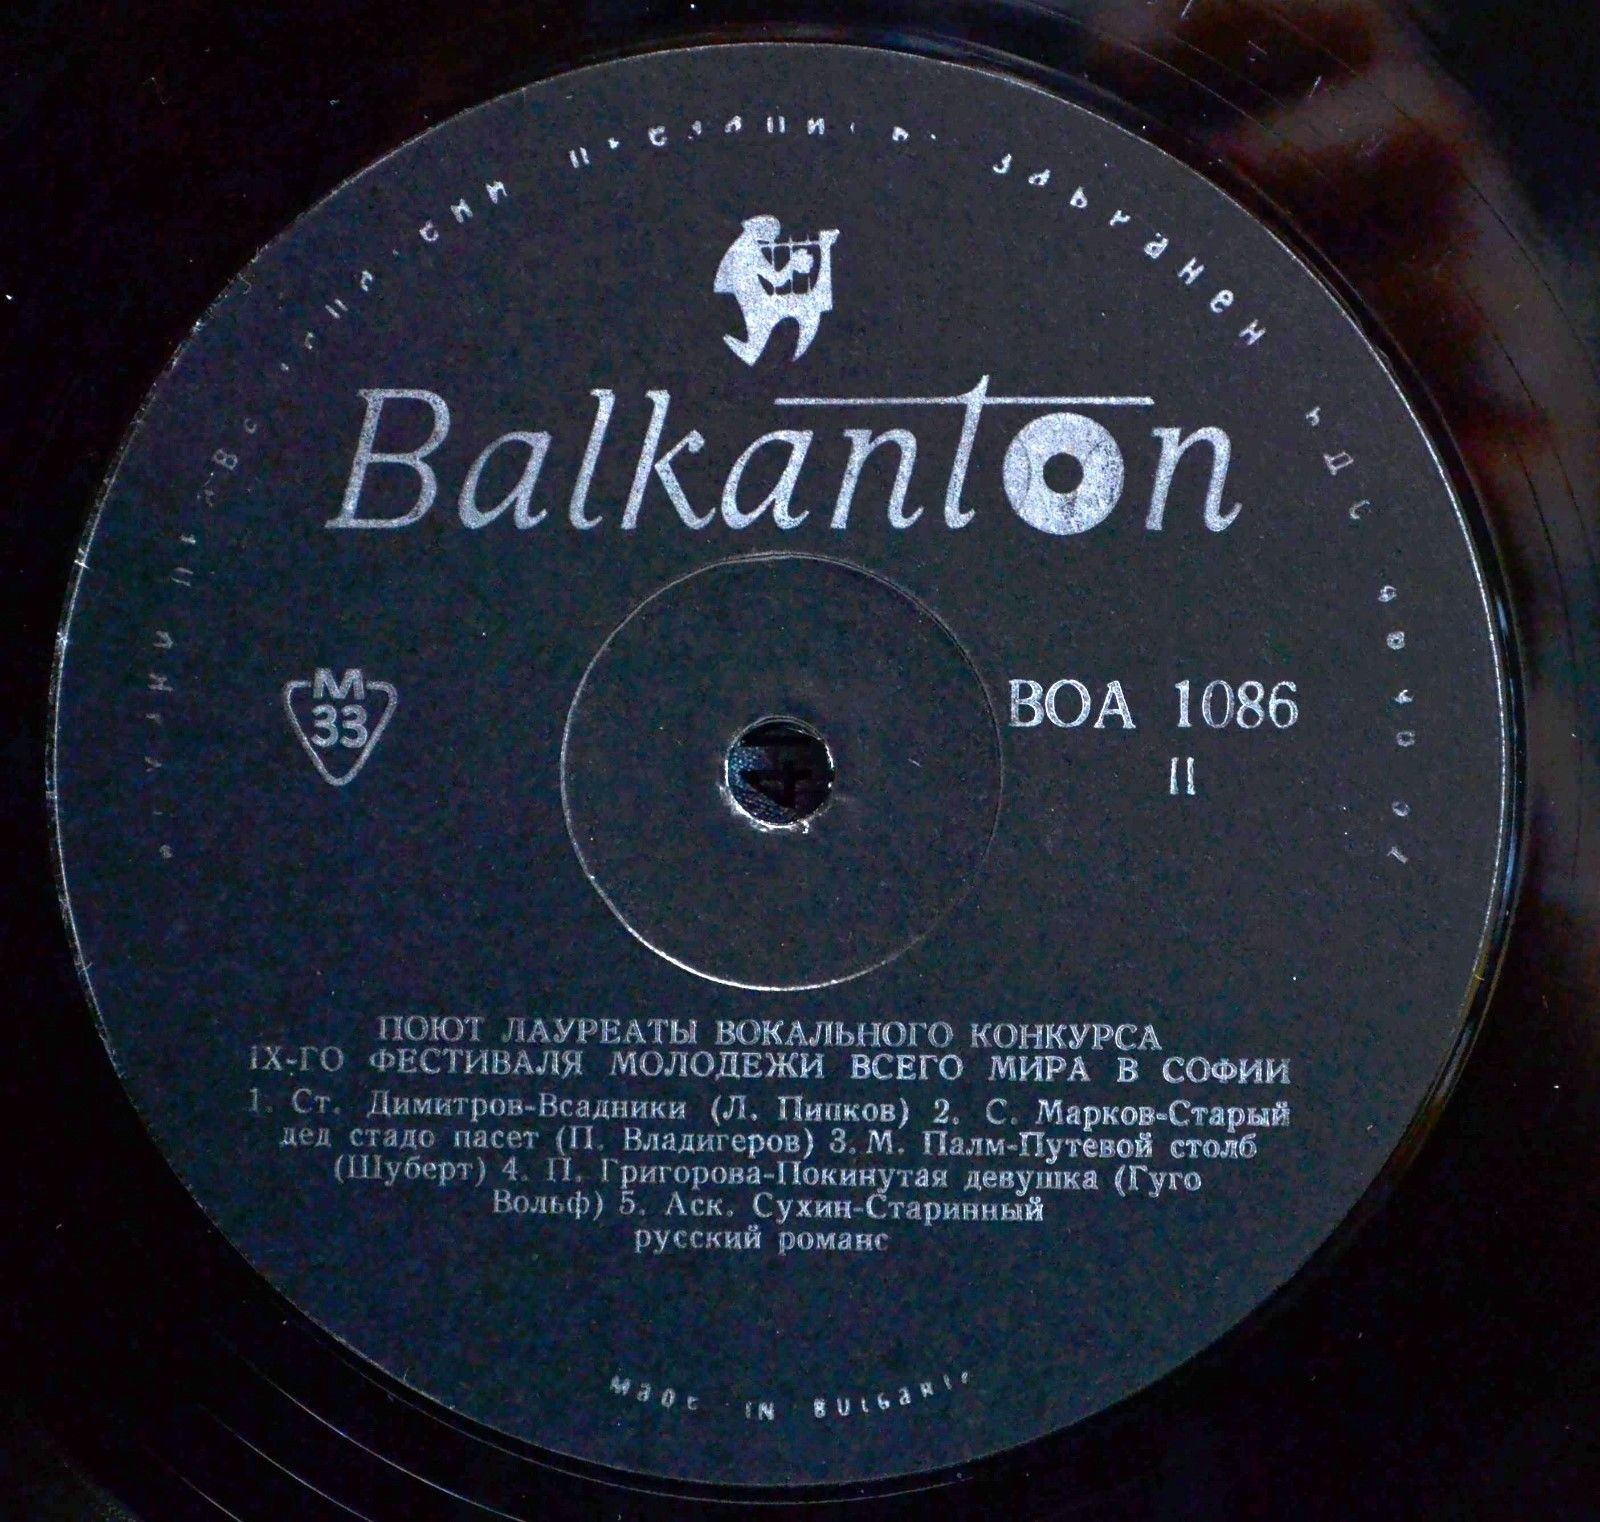 Balkanton
M
33
ВОА 1086
II
ПОЮТ ЛАУРЕАТЫ ВОКАЛЬНОГО КОНКУРСА
IX-ГО ФЕСТИВАЛЯ МОЛОДЕЖИ ВСЕГО МИРА В СОФИИ
1. Ст. Димитров-Всадники (Л. Пипков) 2. С. Марков-Старый
дед стадо пасет (П. Владигеров) 3. М. Палм-Путевой столб
(Шуберт) 4. П. Григорова-Покинутая девушка (Гуго
Вольф) 5. Аск. Сухин-Старинный
русский романс
MADE IN BULGARIE